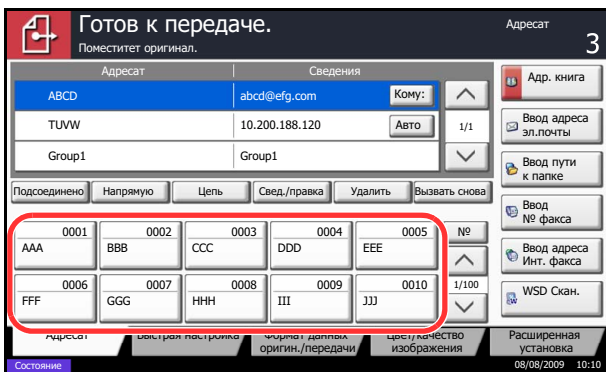 Готов к передаче.
Поместитет оригинал.
Адресат
3
Адресат Сведения
ABCD abcd@efg.com Кому:
TUVW 10.200.188.120 Авто
Group1 Group1
1/1
Подсоединено Напрямую Цепь Свед./правка Удалить Вызвать снова
0001 AAA
0002 BBB
0003 CCC
0004 DDD
0005 EEE
0006 FFF
0007 GGG
0008 HHH
0009 III
0010 JJJ
№
1/100
Адр. книга
Ввод адреса
эл.почты
Ввод пути
к папке
Ввод
№ факса
Ввод адреса
Инт. факса
WSD Скан.
Адресат
Быстрая настройка
Формат данных
оригин./передачи
Цвет/качество
изображения
Расширенная
установка
Состояние
08/08/2009 10:10